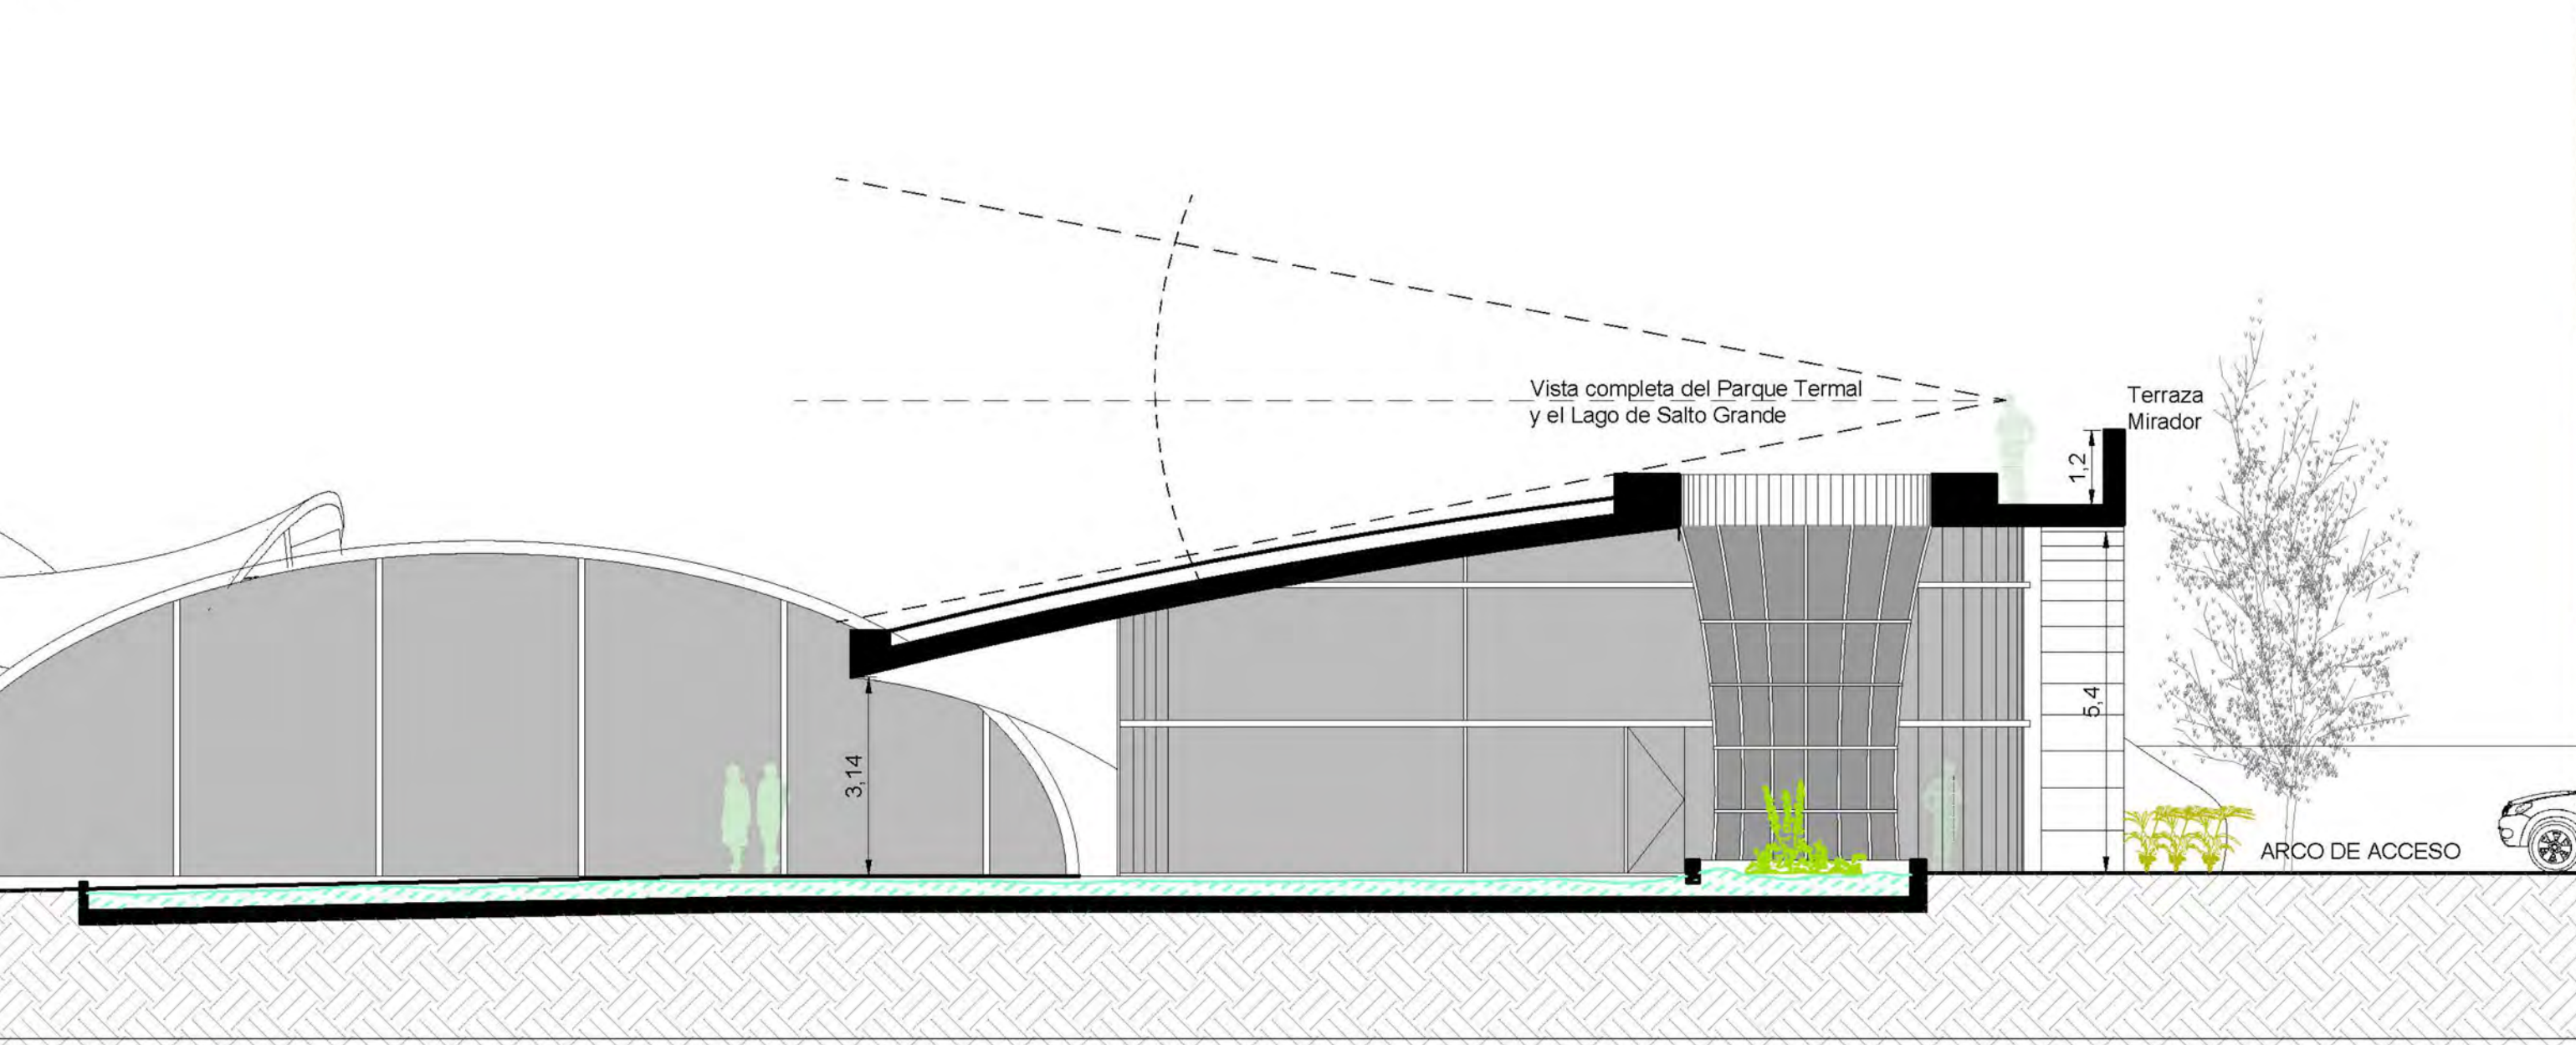 Vista completa del Parque Termal
y el Lago de Salto Grande
Terraza
Mirador
1,2
5,4
3,14
ARCO DE ACCESO